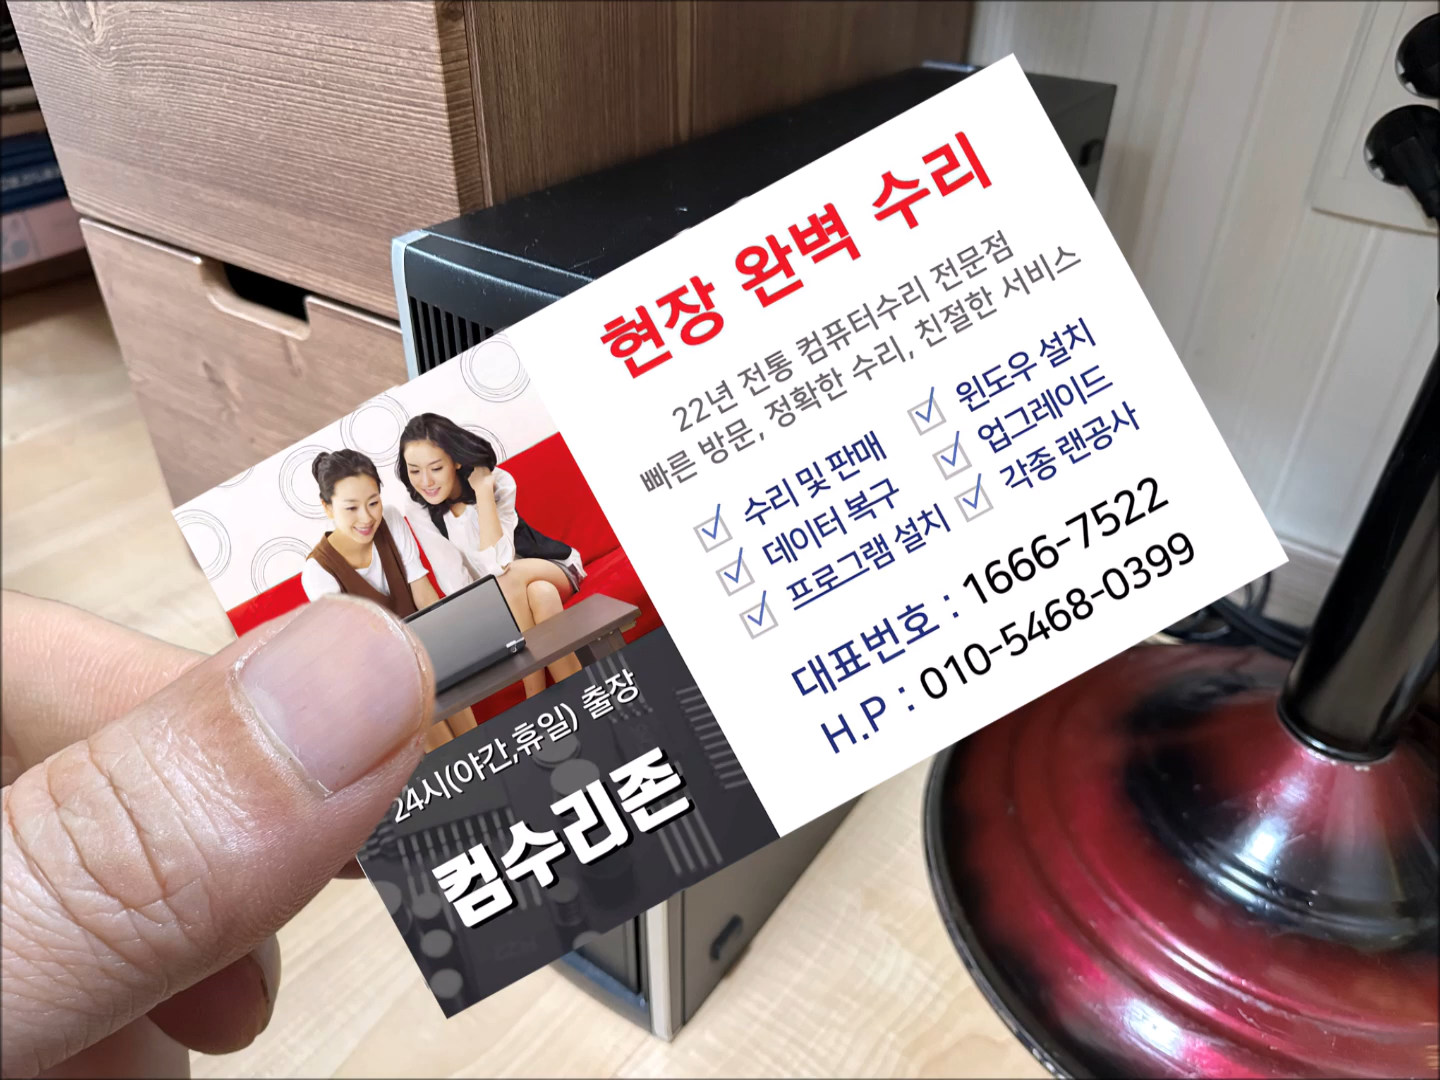 현장 완벽 수리
22년 전통 컴퓨터수리 전문점
빠른 방문, 정확한 수리, 친절한 서비스
수리 및 판매
데이터 복구
프로그램 설치
윈도우 설치
업그레이드
각종 랜공사
대표번호 : 1666-7522
H.P : 010-5468-0399
24시(야간,휴일) 출장
컴수리존